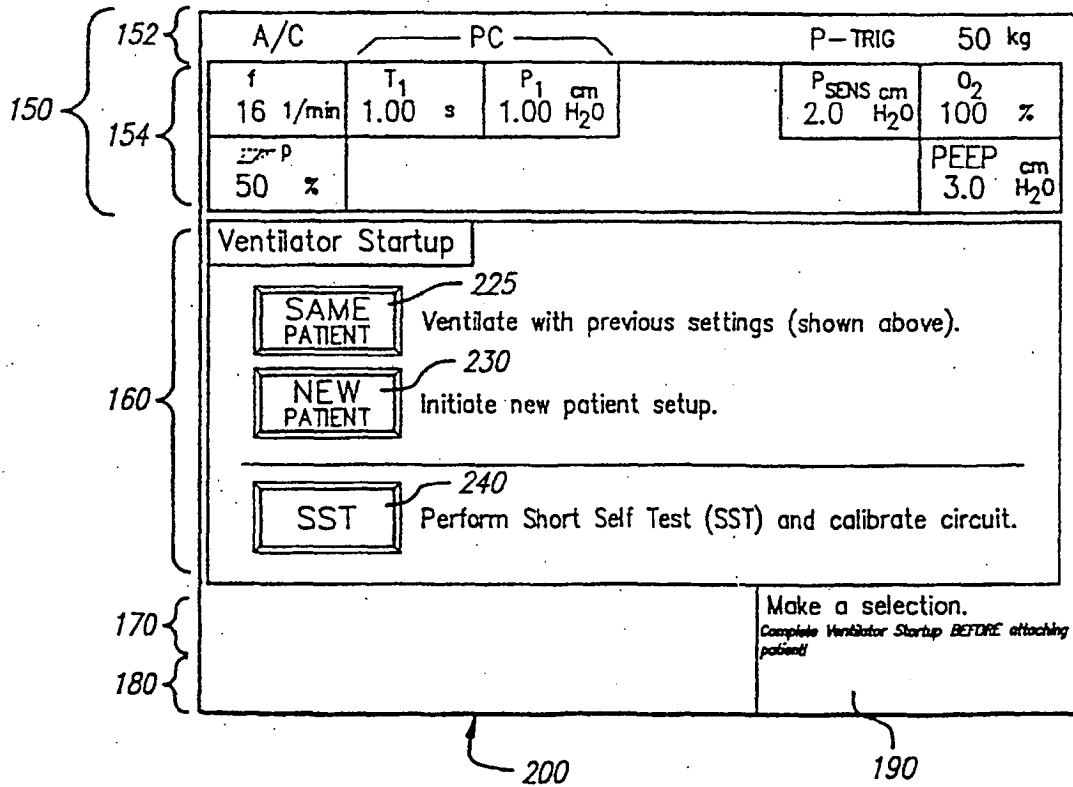 152 A/C PC P-TRIG 50 kg
150
154
f T1 P1 cm PSENS cm O2
16 1/min 1.00 s 1.00 H2O 2.0 H2O 100 %
P PEEP cm
50 % 3.0 H2O
Ventilator Startup
225
SAME
PATIENT
Ventilate with previous settings (shown above).
230
160
NEW
PATIENT
Initiate new patient setup.
240
SST
Perform Short Self Test (SST) and calibrate circuit.
170
Make a selection.
Complete Ventilator Startup BEFORE attaching
patient!
180
200
190